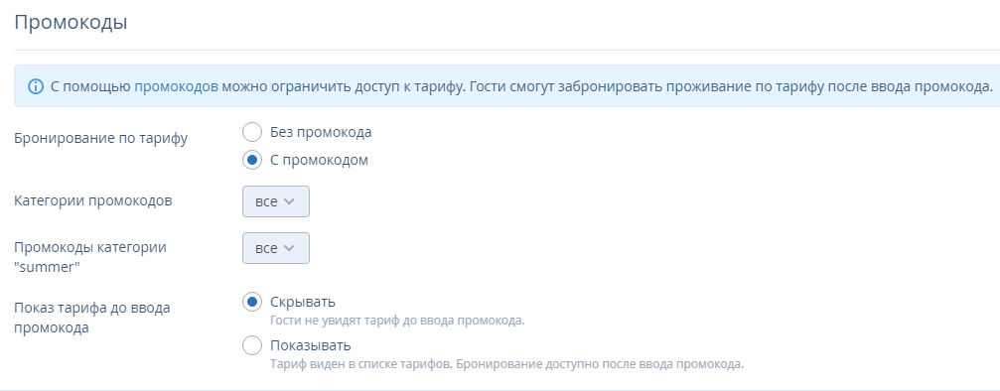 Промокоды
С помощью промокодов можно ограничить доступ к тарифу. Гости смогут забронировать проживание по тарифу после ввода промокода.
Бронирование по тарифу
Без промокода
С промокодом
Категории промокодов
все
Промокоды категории
"summer"
все
Показ тарифа до ввода
промокода
Скрывать
Гости не увидят тариф до ввода промокода.
Показывать
Тариф виден в списке тарифов. Бронирование доступно после ввода промокода.